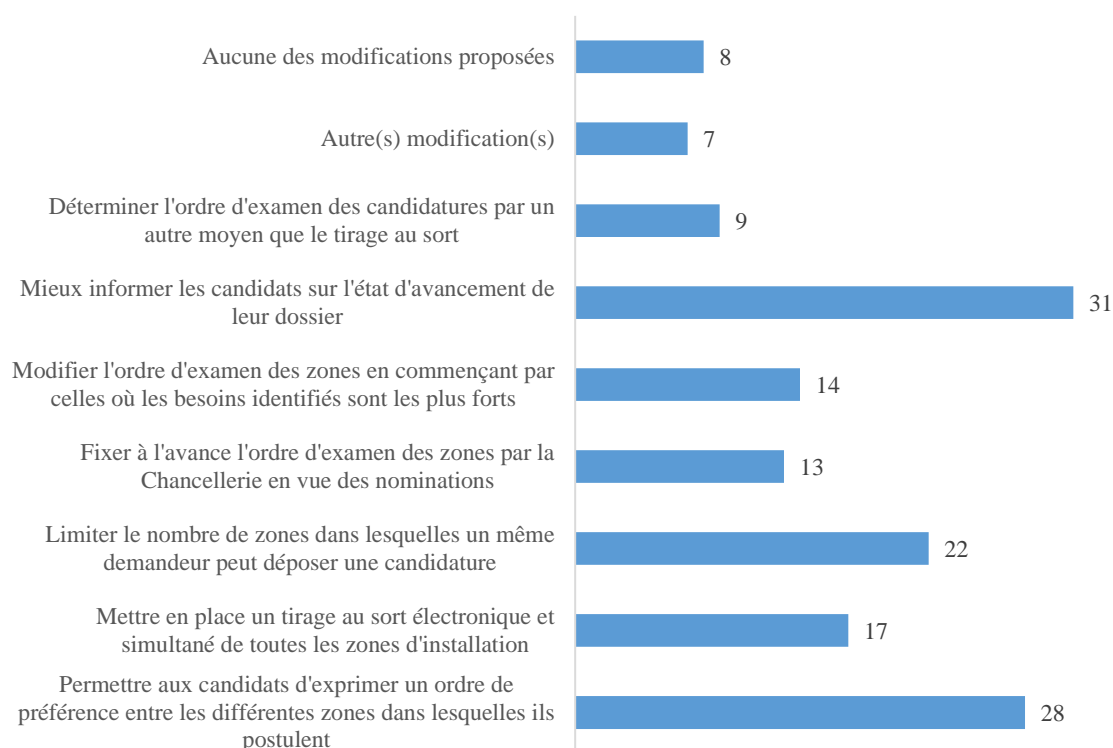 Aucune des modifications proposées
8
Autre(s) modification(s)
7
Déterminer l'ordre d'examen des candidatures par un
autre moyen que le tirage au sort
9
Mieux informer les candidats sur l'état d'avancement de
leur dossier
31
Modifier l'ordre d'examen des zones en commençant par
celles où les besoins identifiés sont les plus forts
14
Fixer à l'avance l'ordre d'examen des zones par la
Chancellerie en vue des nominations
13
Limiter le nombre de zones dans lesquelles un même
demandeur peut déposer une candidature
22
Mettre en place un tirage au sort électronique et
simultané de toutes les zones d'installation
17
Permettre aux candidats d'exprimer un ordre de
préférence entre les différentes zones dans lesquelles ils
postulent
28